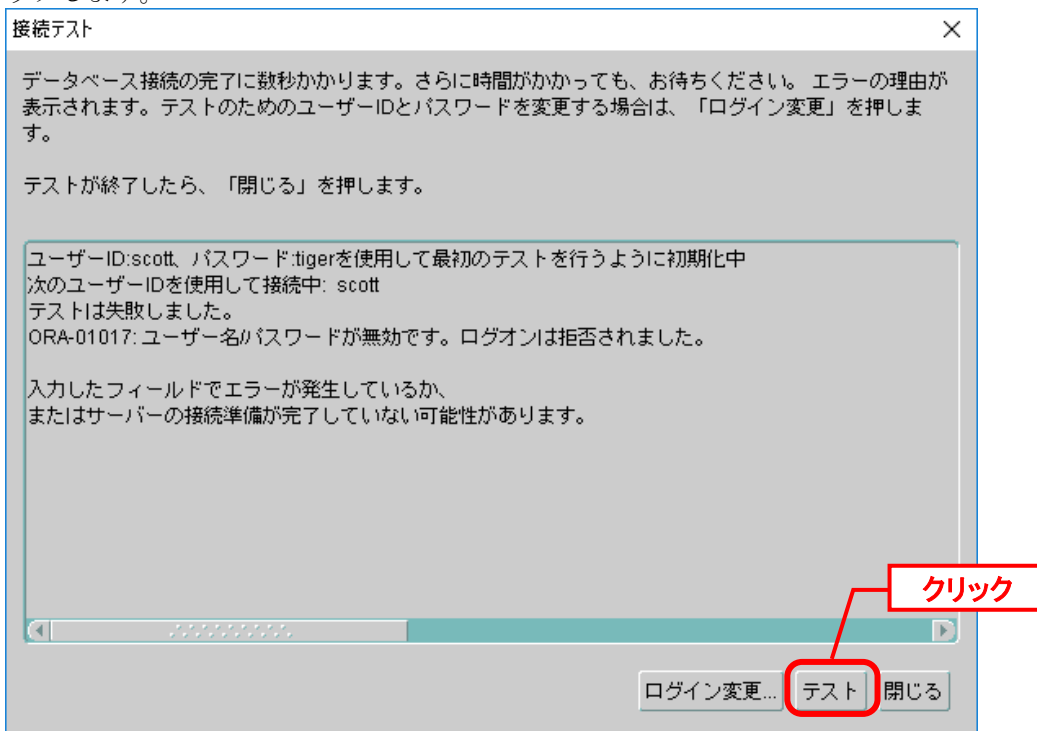 接続テスト
データベース接続の完了に数秒かかります。さらに時間がかかっても、お待ちください。 エラーの理由が
表示されます。テストのためのユーザーIDとパスワードを変更する場合は、「ログイン変更」を押しま
す。
テストが終了したら、「閉じる」を押します。
ユーザーID:scott、パスワード:tigerを使用して最初のテストを行うように初期化中
次のユーザーIDを使用して接続中: scott
テストは失敗しました。
ORA-01017: ユーザー名/パスワードが無効です。ログオンは拒否されました。
入力したフィールドでエラーが発生しているか、
またはサーバーの接続準備が完了していない可能性があります。
クリック
ログイン変更... テスト 閉じる